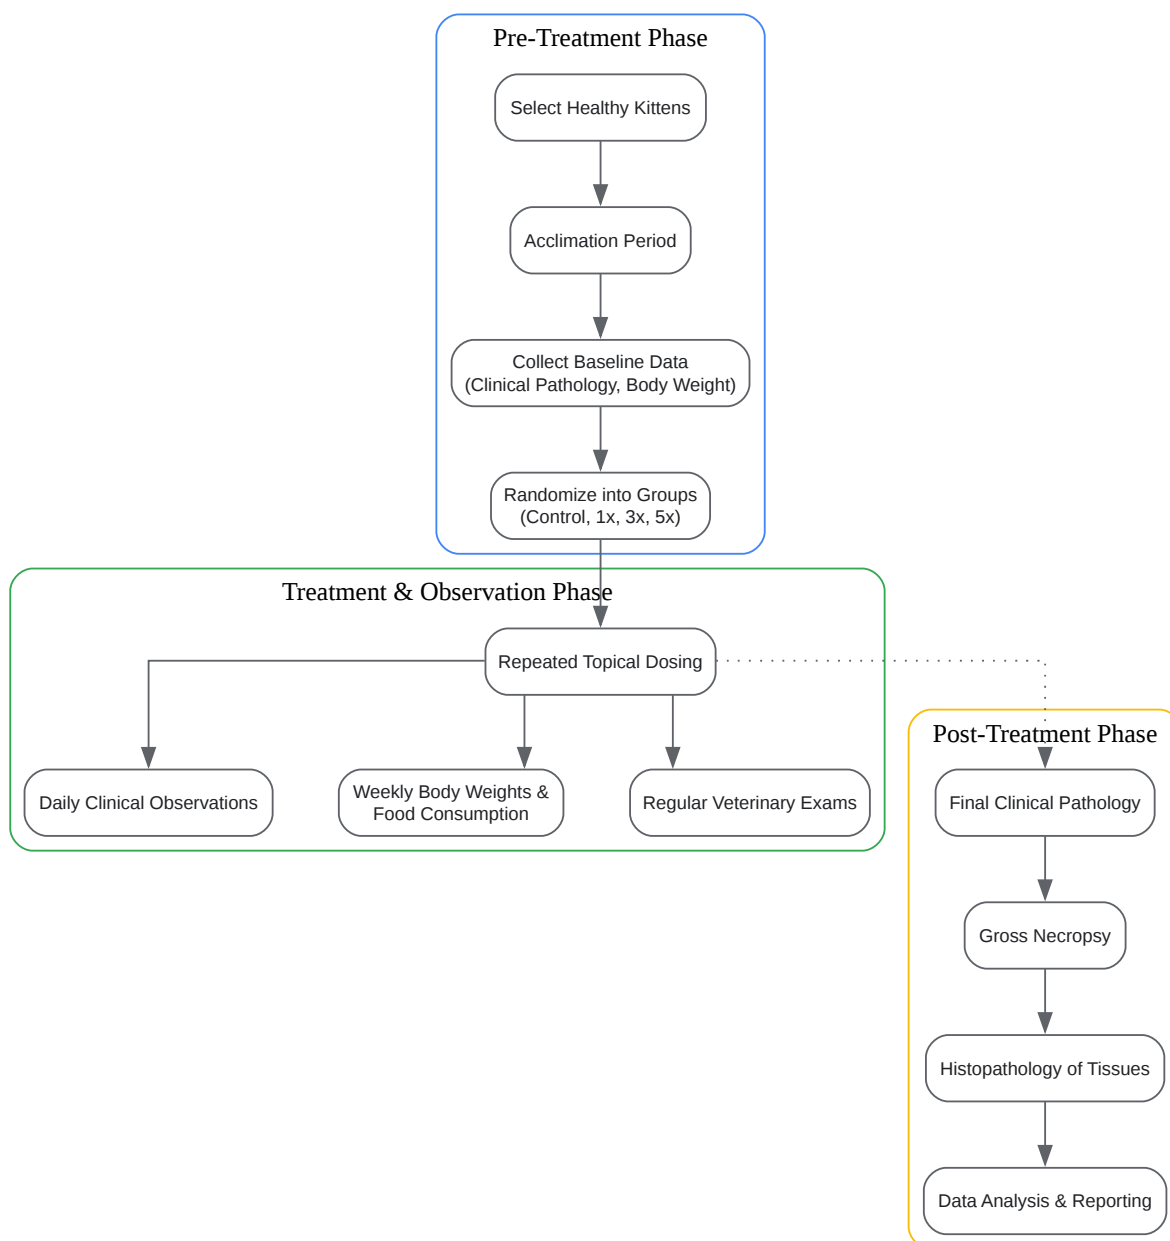 Pre-Treatment Phase
Select Healthy Kittens
Acclimation Period
Collect Baseline Data
(Clinical Pathology, Body Weight)
Randomize into Groups
(Control, 1x, 3x, 5x)
Treatment & Observation Phase
Repeated Topical Dosing
Daily Clinical Observations
Weekly Body Weights &
Food Consumption
Regular Veterinary Exams
Post-Treatment Phase
Final Clinical Pathology
Gross Necropsy
Histopathology of Tissues
Data Analysis & Reporting